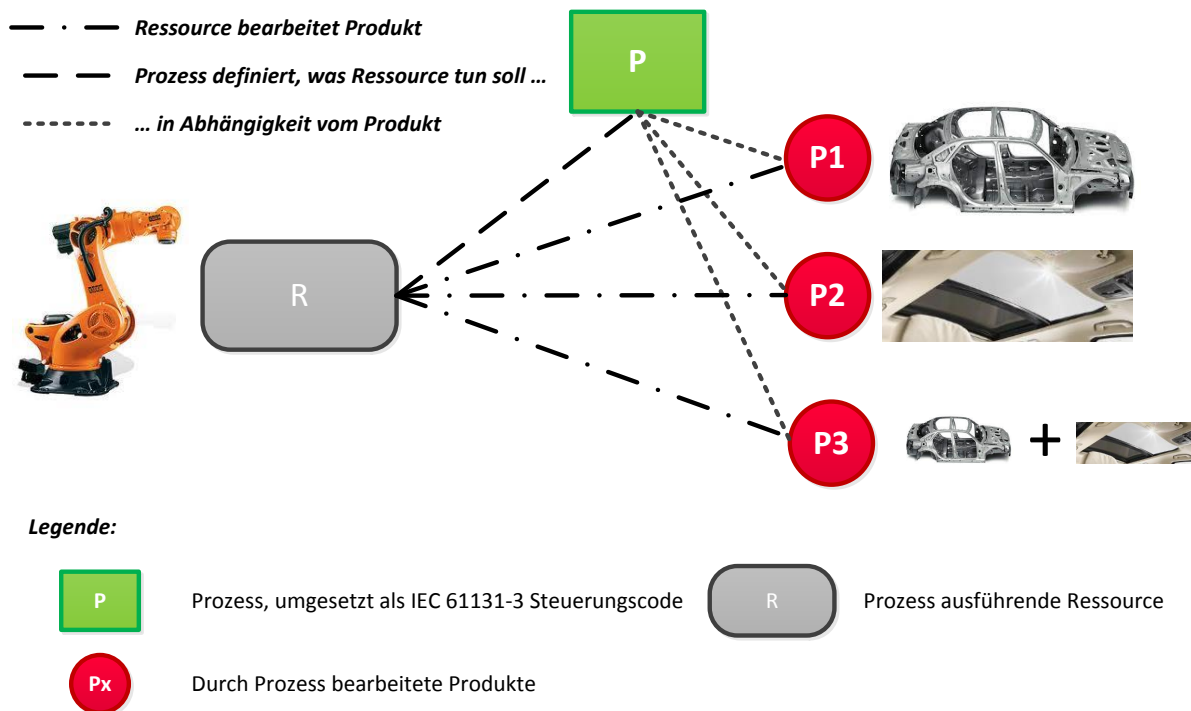 Ressource bearbeitet Produkt
Prozess definiert, was Ressource tun soll …
… in Abhängigkeit vom Produkt
P
P1
R
P2
P3
+
Legende:
P
Prozess, umgesetzt als IEC 61131-3 Steuerungscode
R
Prozess ausführende Ressource
Px
Durch Prozess bearbeitete Produkte